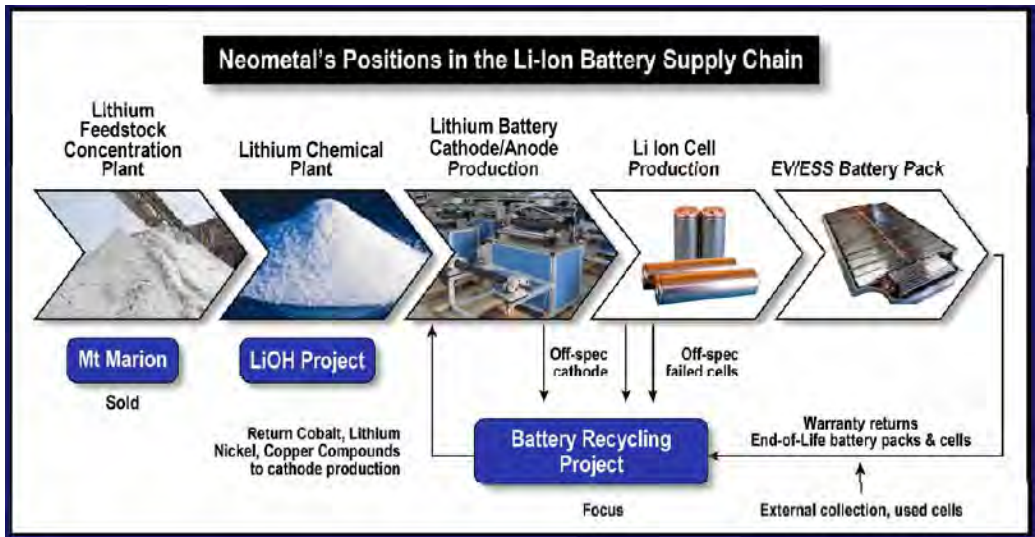 Neometal's Positions in the Li-Ion Battery Supply Chain
Lithium
Feedstock
Concentration
Plant
Lithium Chemical
Plant
Lithium Battery
Cathode/Anode
Production
Li Ion Cell
Production
EV/ESS Battery Pack
Mt Marion
Sold
LiOH Project
Off-spec
cathode
Off-spec
failed cells
Return Cobalt, Lithium
Nickel, Copper Compounds
to cathode production
Battery Recycling
Project
Focus
Warranty returns
End-of-Life battery packs & cells
External collection, used cells